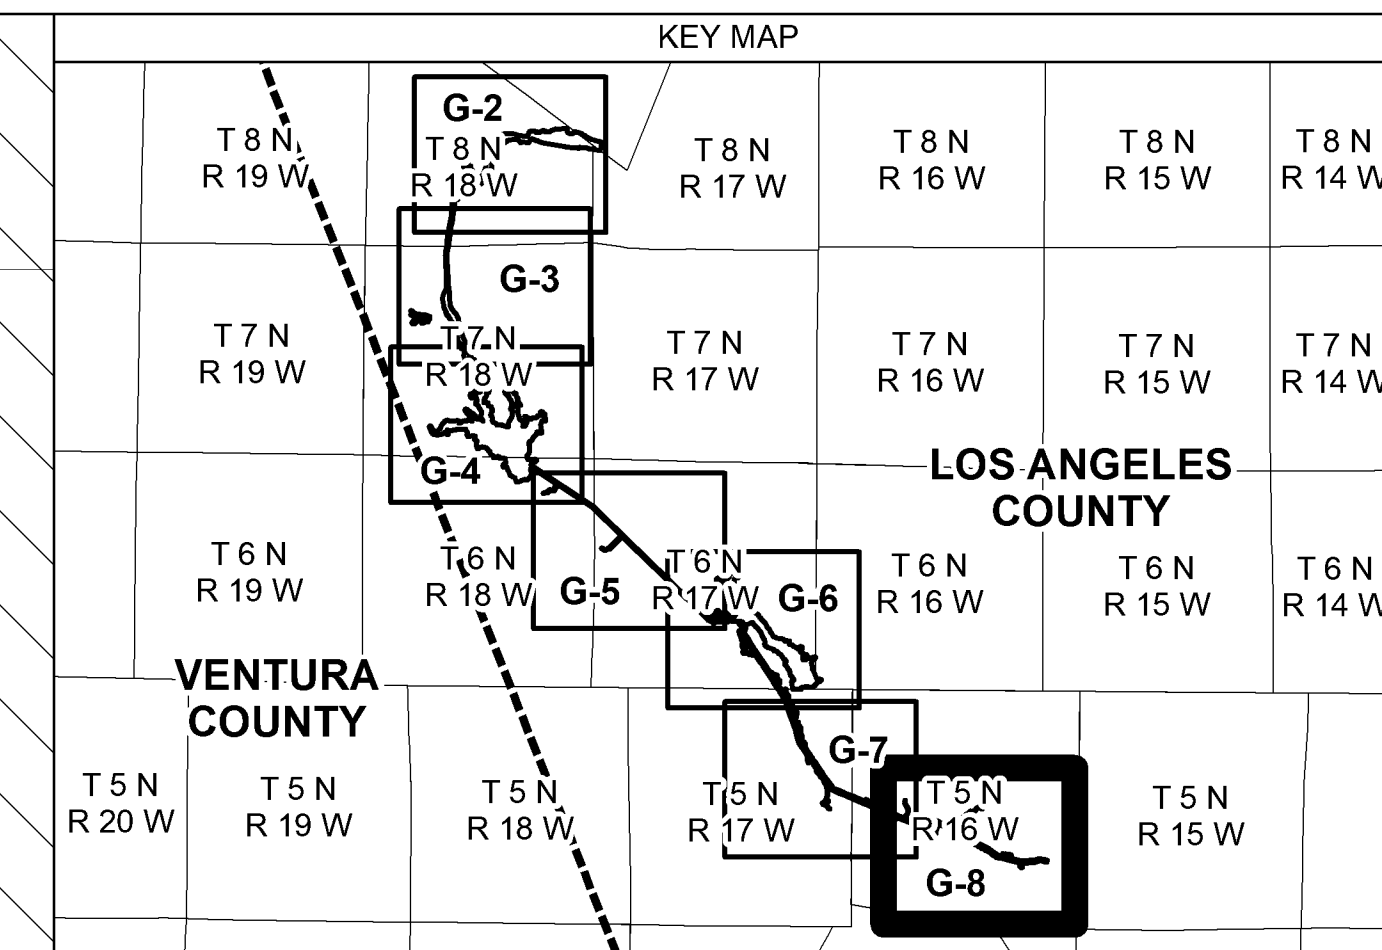 KEY MAP
G-2
T 8 N
R 19 W
T 8 N
R 18 W
T 8 N
R 17 W
T 8 N
R 16 W
T 8 N
R 15 W
T 8 N
R 14 W
G-3
T 7 N
R 19 W
T 7 N
R 18 W
T 7 N
R 17 W
T 7 N
R 16 W
T 7 N
R 15 W
T 7 N
R 14 W
G-4
LOS ANGELES
COUNTY
T 6 N
R 19 W
T 6 N
R 18 W
G-5
T 6 N
R 17 W
G-6
T 6 N
R 16 W
T 6 N
R 15 W
T 6 N
R 14 W
VENTURA
COUNTY
G-7
T 5 N
R 20 W
T 5 N
R 19 W
T 5 N
R 18 W
T 5 N
R 17 W
T 5 N
R 16 W
T 5 N
R 15 W
G-8